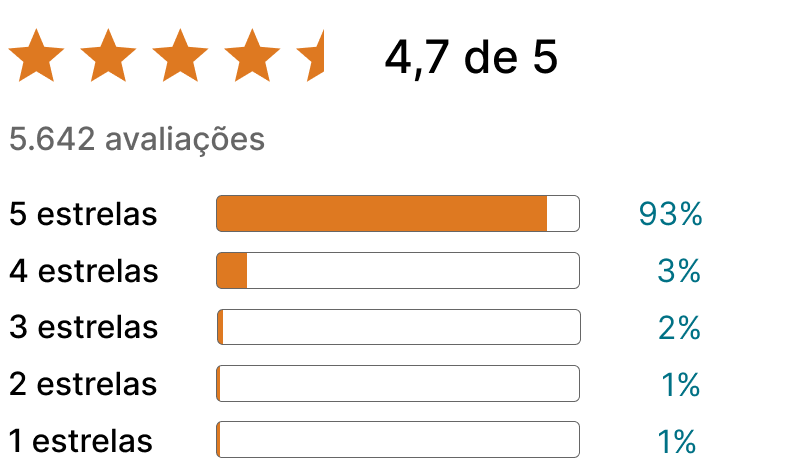 4,7 de 5
5.642 avaliações
5 estrelas 93%
4 estrelas 3%
3 estrelas 2%
2 estrelas 1%
1 estrelas 1%